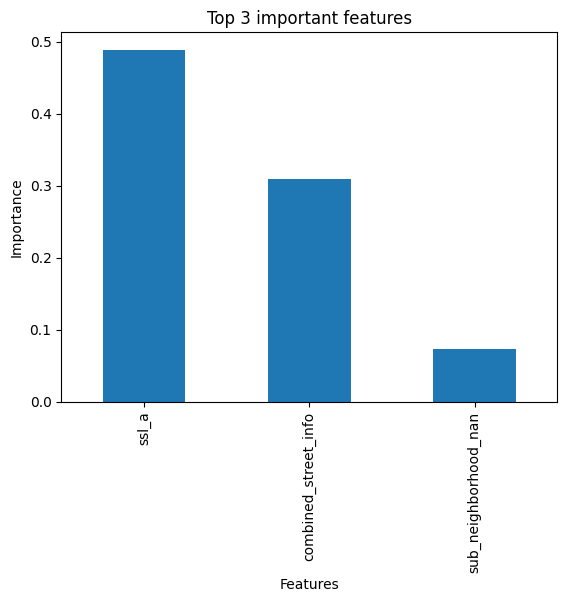 Top 3 important features
Importance
0.5
0.4
0.3
0.2
0.1
0.0
ssl_a
combined_street_info
sub_neighborhood_nan
Features